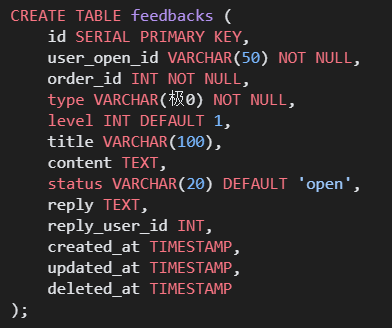 CREATE TABLE feedbacks (
    id SERIAL PRIMARY KEY,
    user_open_id VARCHAR(50) NOT NULL,
    order_id INT NOT NULL,
    type VARCHAR(极0) NOT NULL,
    level INT DEFAULT 1,
    title VARCHAR(100),
    content TEXT,
    status VARCHAR(20) DEFAULT 'open',
    reply TEXT,
    reply_user_id INT,
    created_at TIMESTAMP,
    updated_at TIMESTAMP,
    deleted_at TIMESTAMP
);